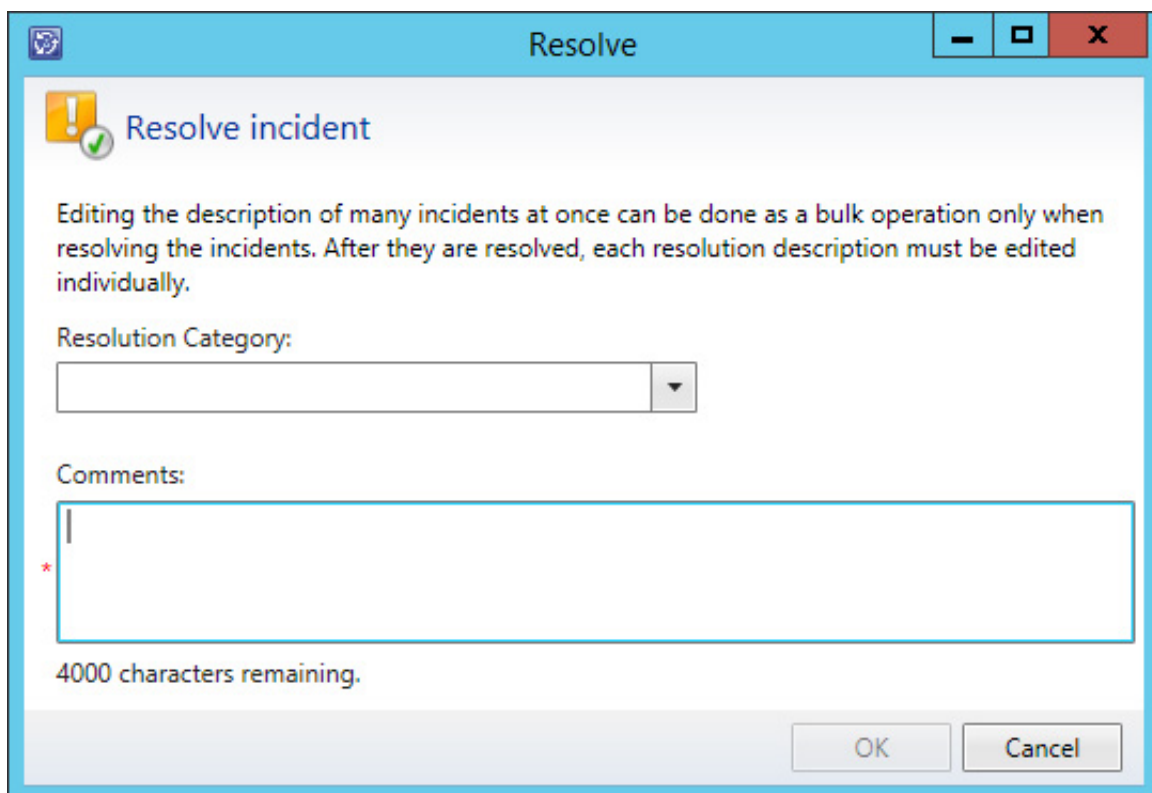 Resolve
Resolve incident
Editing the description of many incidents at once can be done as a bulk operation only when
resolving the incidents. After they are resolved, each resolution description must be edited
individually.
Resolution Category:
Comments:
*
4000 characters remaining.
OK
Cancel